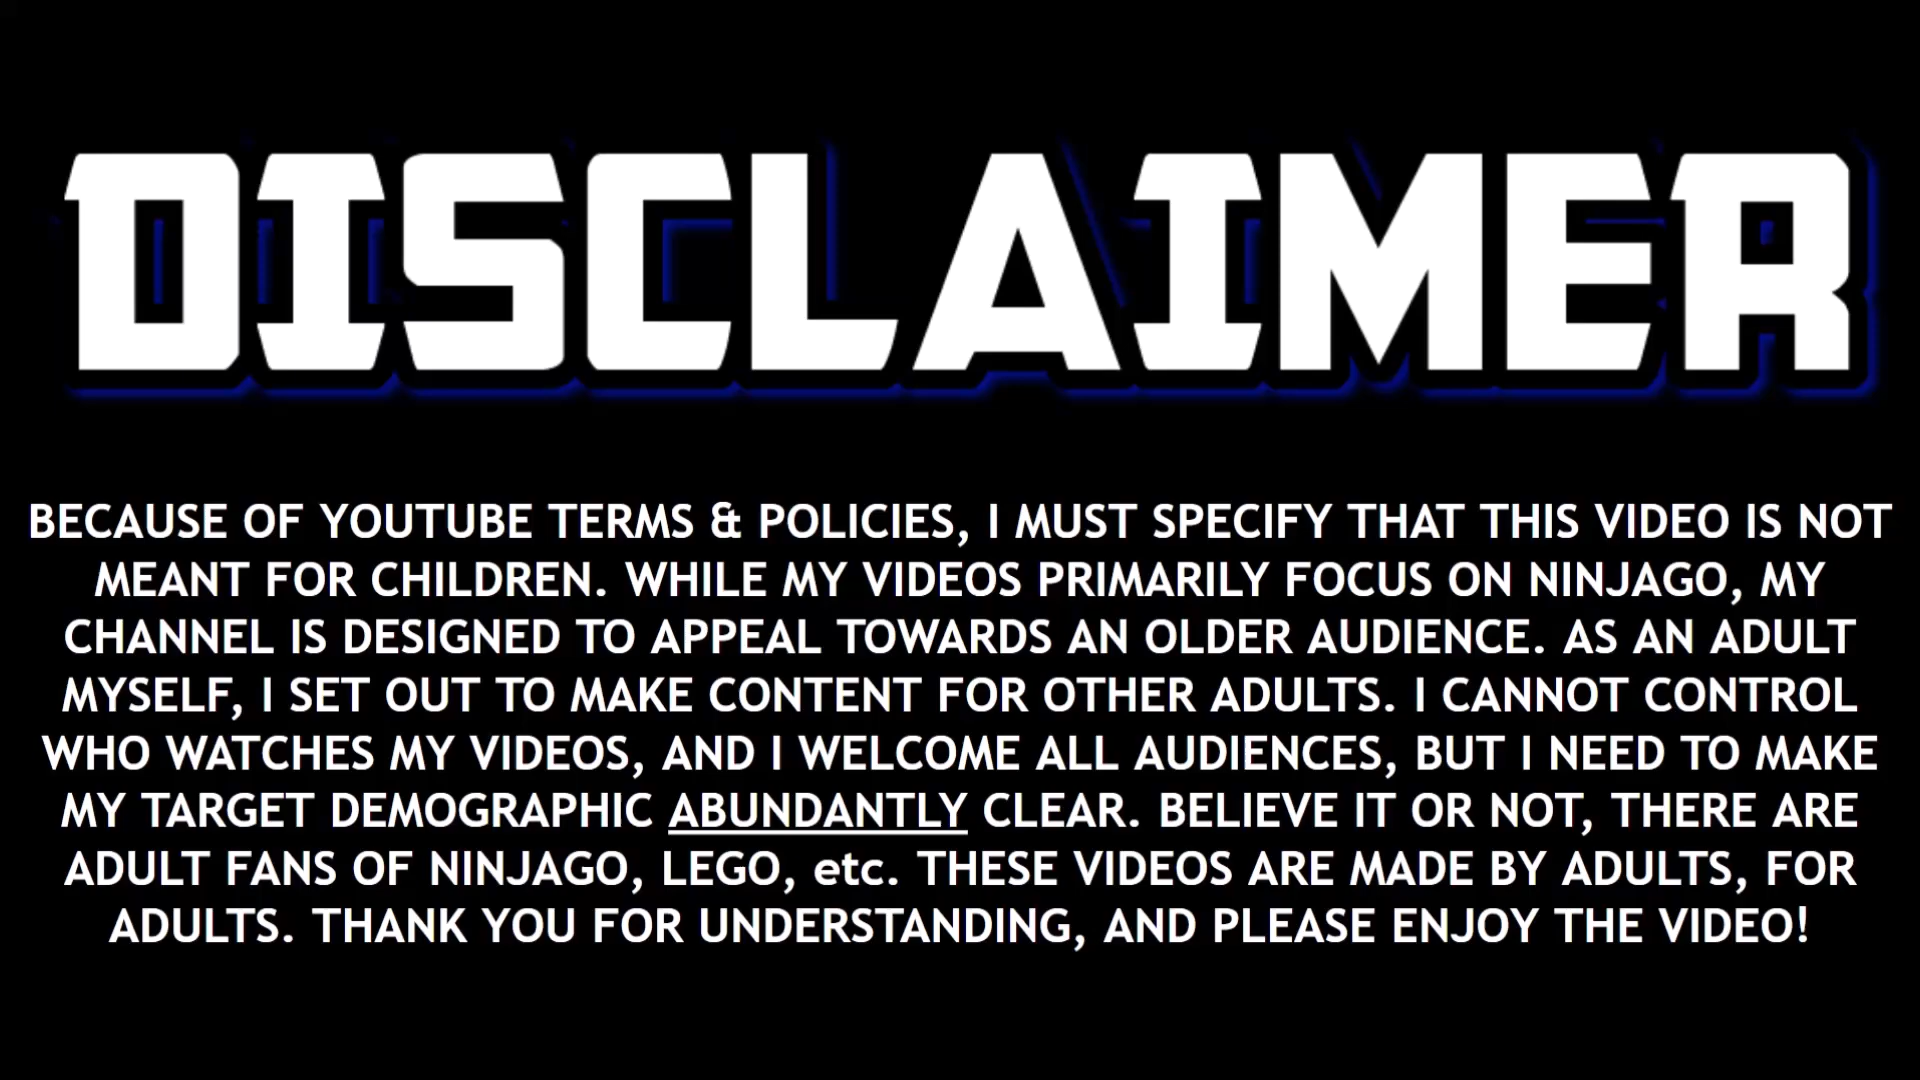 DISCLAIMER
BECAUSE OF YOUTUBE TERMS & POLICIES, I MUST SPECIFY THAT THIS VIDEO IS NOT
MEANT FOR CHILDREN. WHILE MY VIDEOS PRIMARILY FOCUS ON NINJAGO, MY
CHANNEL IS DESIGNED TO APPEAL TOWARDS AN OLDER AUDIENCE. AS AN ADULT
MYSELF, I SET OUT TO MAKE CONTENT FOR OTHER ADULTS. I CANNOT CONTROL
WHO WATCHES MY VIDEOS, AND I WELCOME ALL AUDIENCES, BUT I NEED TO MAKE
MY TARGET DEMOGRAPHIC ABUNDANTLY CLEAR. BELIEVE IT OR NOT, THERE ARE
ADULT FANS OF NINJAGO, LEGO, etc. THESE VIDEOS ARE MADE BY ADULTS, FOR
ADULTS. THANK YOU FOR UNDERSTANDING, AND PLEASE ENJOY THE VIDEO!